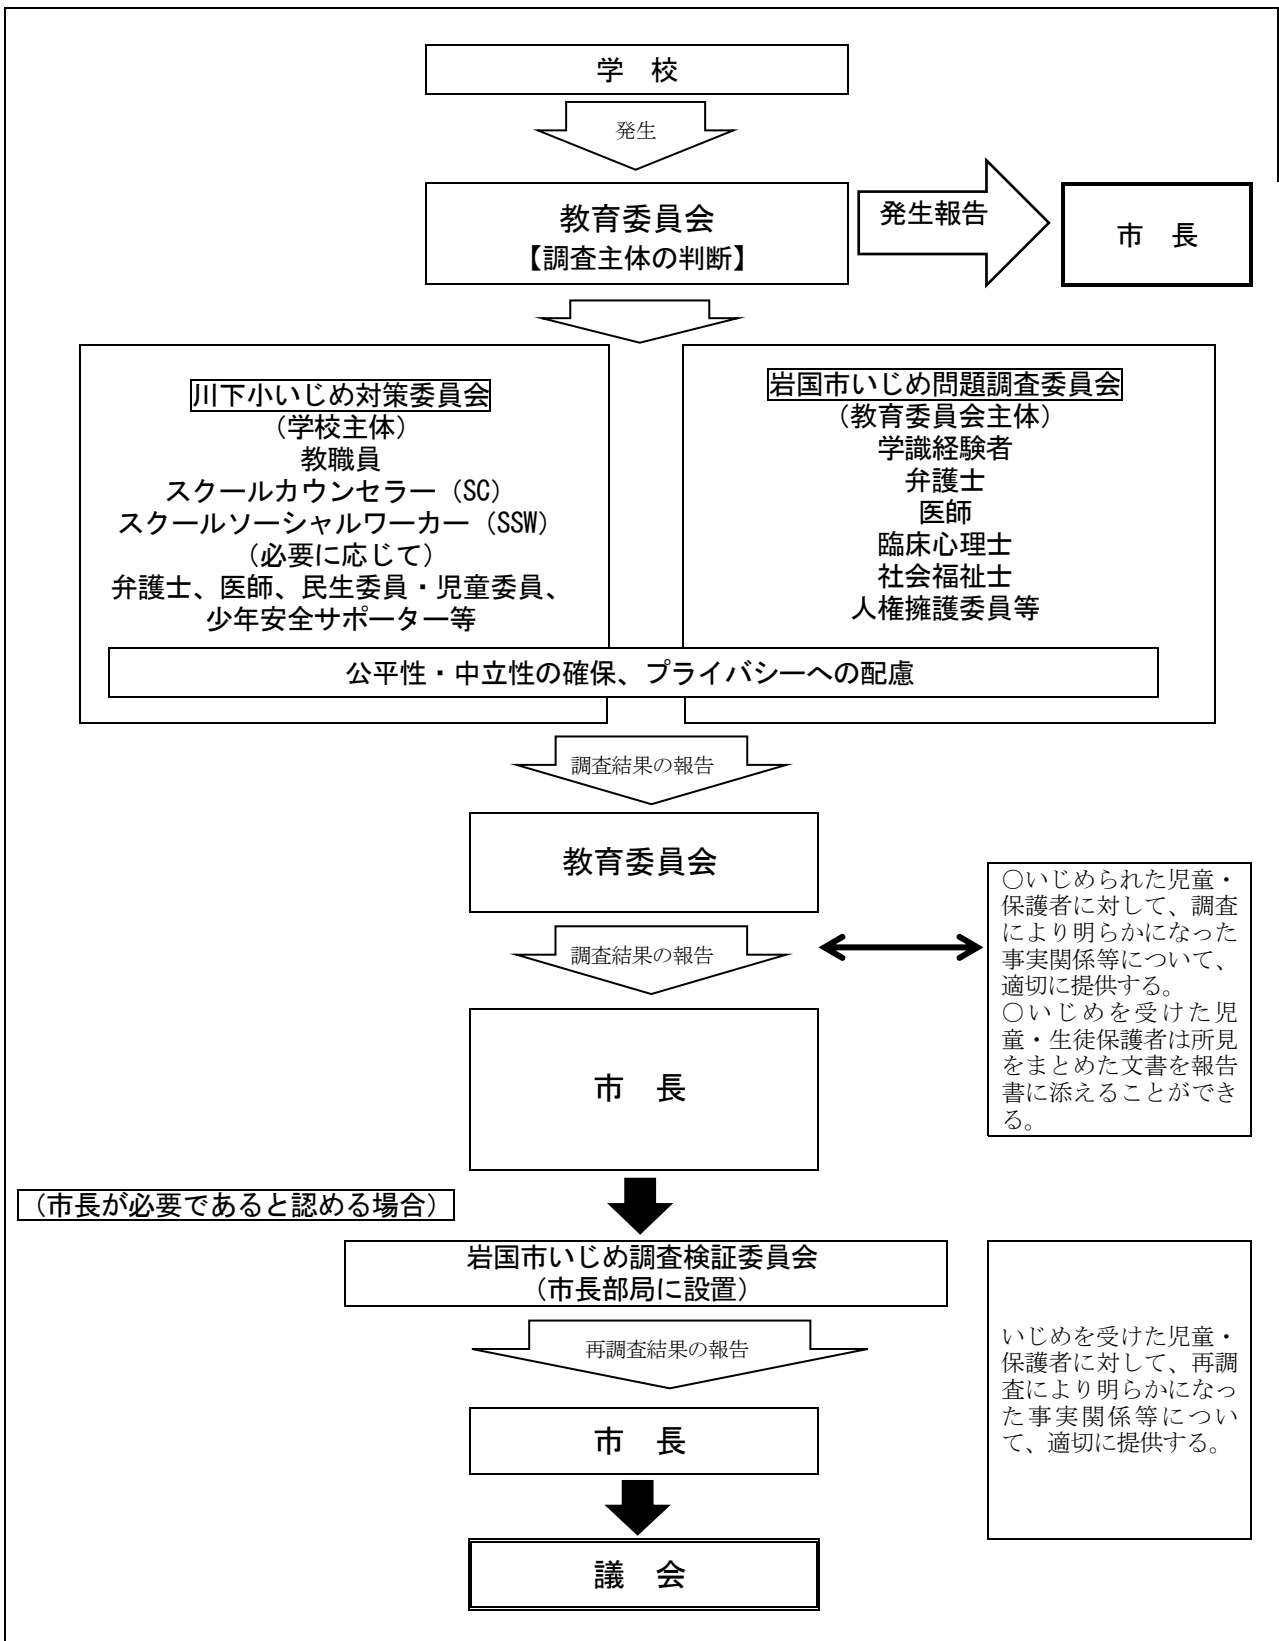 学　校
発生
教育委員会
【調査主体の判断】
発生報告
市　長
川下小いじめ対策委員会
（学校主体）
教職員
スクールカウンセラー（SC）
スクールソーシャルワーカー（SSW）
（必要に応じて）
弁護士、医師、民生委員・児童委員、
少年安全サポーター等
岩国市いじめ問題調査委員会
（教育委員会主体）
学識経験者
弁護士
医師
臨床心理士
社会福祉士
人権擁護委員等
公平性・中立性の確保、プライバシーへの配慮
調査結果の報告
教育委員会
調査結果の報告
○いじめられた児童・
保護者に対して、調査
により明らかになった
事実関係等について、
適切に提供する。
○いじめを受けた児
童・生徒保護者は所見
をまとめた文書を報告
書に添えることができ
る。
市　長
（市長が必要であると認める場合）
岩国市いじめ調査検証委員会
（市長部局に設置）
再調査結果の報告
いじめを受けた児童・
保護者に対して、再調
査により明らかになっ
た事実関係等につい
て、適切に提供する。
市　長
議　会